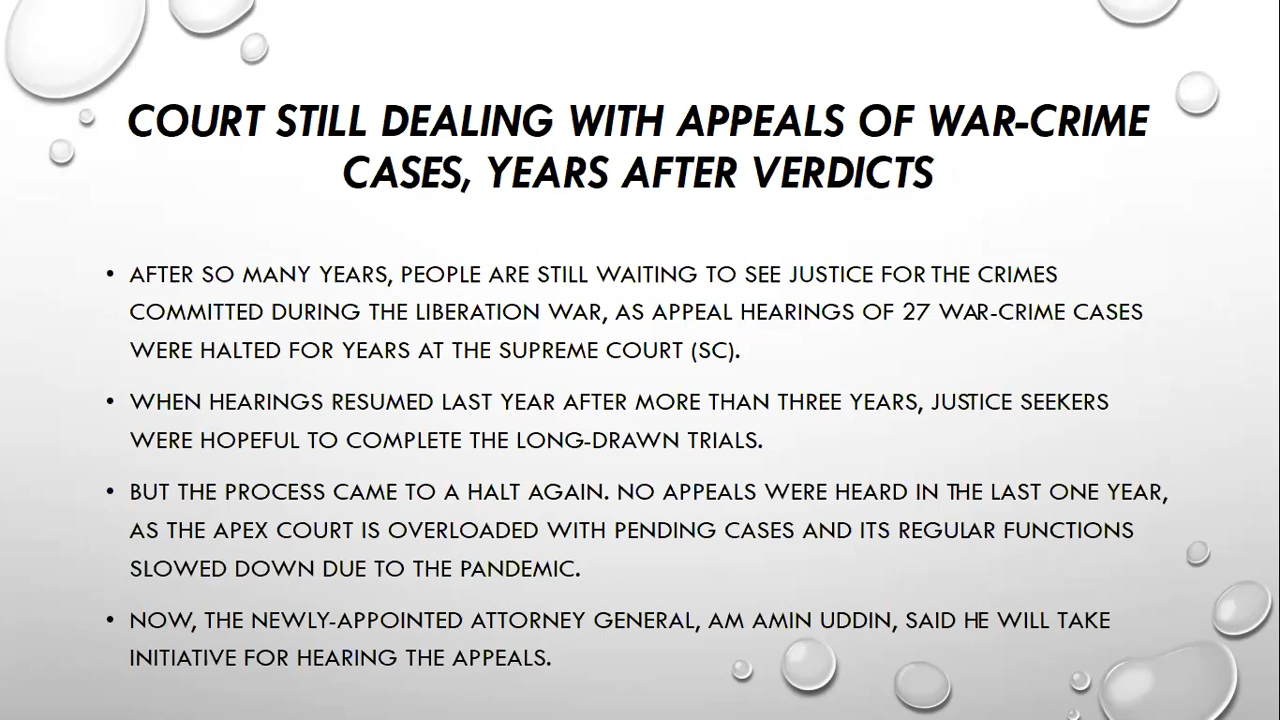 COURT STILL DEALING WITH APPEALS OF WAR-CRIME
CASES, YEARS AFTER VERDICTS
• AFTER SO MANY YEARS, PEOPLE ARE STILL WAITING TO SEE JUSTICE FOR THE CRIMES
COMMITTED DURING THE LIBERATION WAR, AS APPEAL HEARINGS OF 27 WAR-CRIME CASES
WERE HALTED FOR YEARS AT THE SUPREME COURT (SC).
• WHEN HEARINGS RESUMED LAST YEAR AFTER MORE THAN THREE YEARS, JUSTICE SEEKERS
WERE HOPEFUL TO COMPLETE THE LONG-DRAWN TRIALS.
• BUT THE PROCESS CAME TO A HALT AGAIN. NO APPEALS WERE HEARD IN THE LAST ONE YEAR,
AS THE APEX COURT IS OVERLOADED WITH PENDING CASES AND ITS REGULAR FUNCTIONS
SLOWED DOWN DUE TO THE PANDEMIC.
• NOW, THE NEWLY-APPOINTED ATTORNEY GENERAL, AM AMIN UDDIN, SAID HE WILL TAKE
INITIATIVE FOR HEARING THE APPEALS.